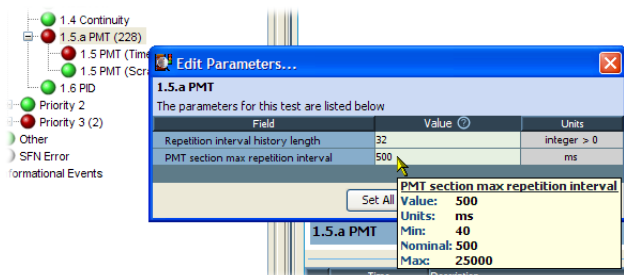 1.4 Continuity
1.5.a PMT (228)
1.5 PMT (Time
1.5 PMT (Scra
1.6 PID
Priority 2
Priority 3 (2)
Other
SFN Error
formational Events
Edit Parameters...
1.5.a PMT
The parameters for this test are listed below
Field Value Units
Repetition interval history length 32 integer > 0
PMT section max repetition interval 500 ms
Set All
PMT section max repetition interval
Value: 500
Units: ms
Min: 40
Nominal: 500
Max: 25000
1.5.a PMT
Time Description